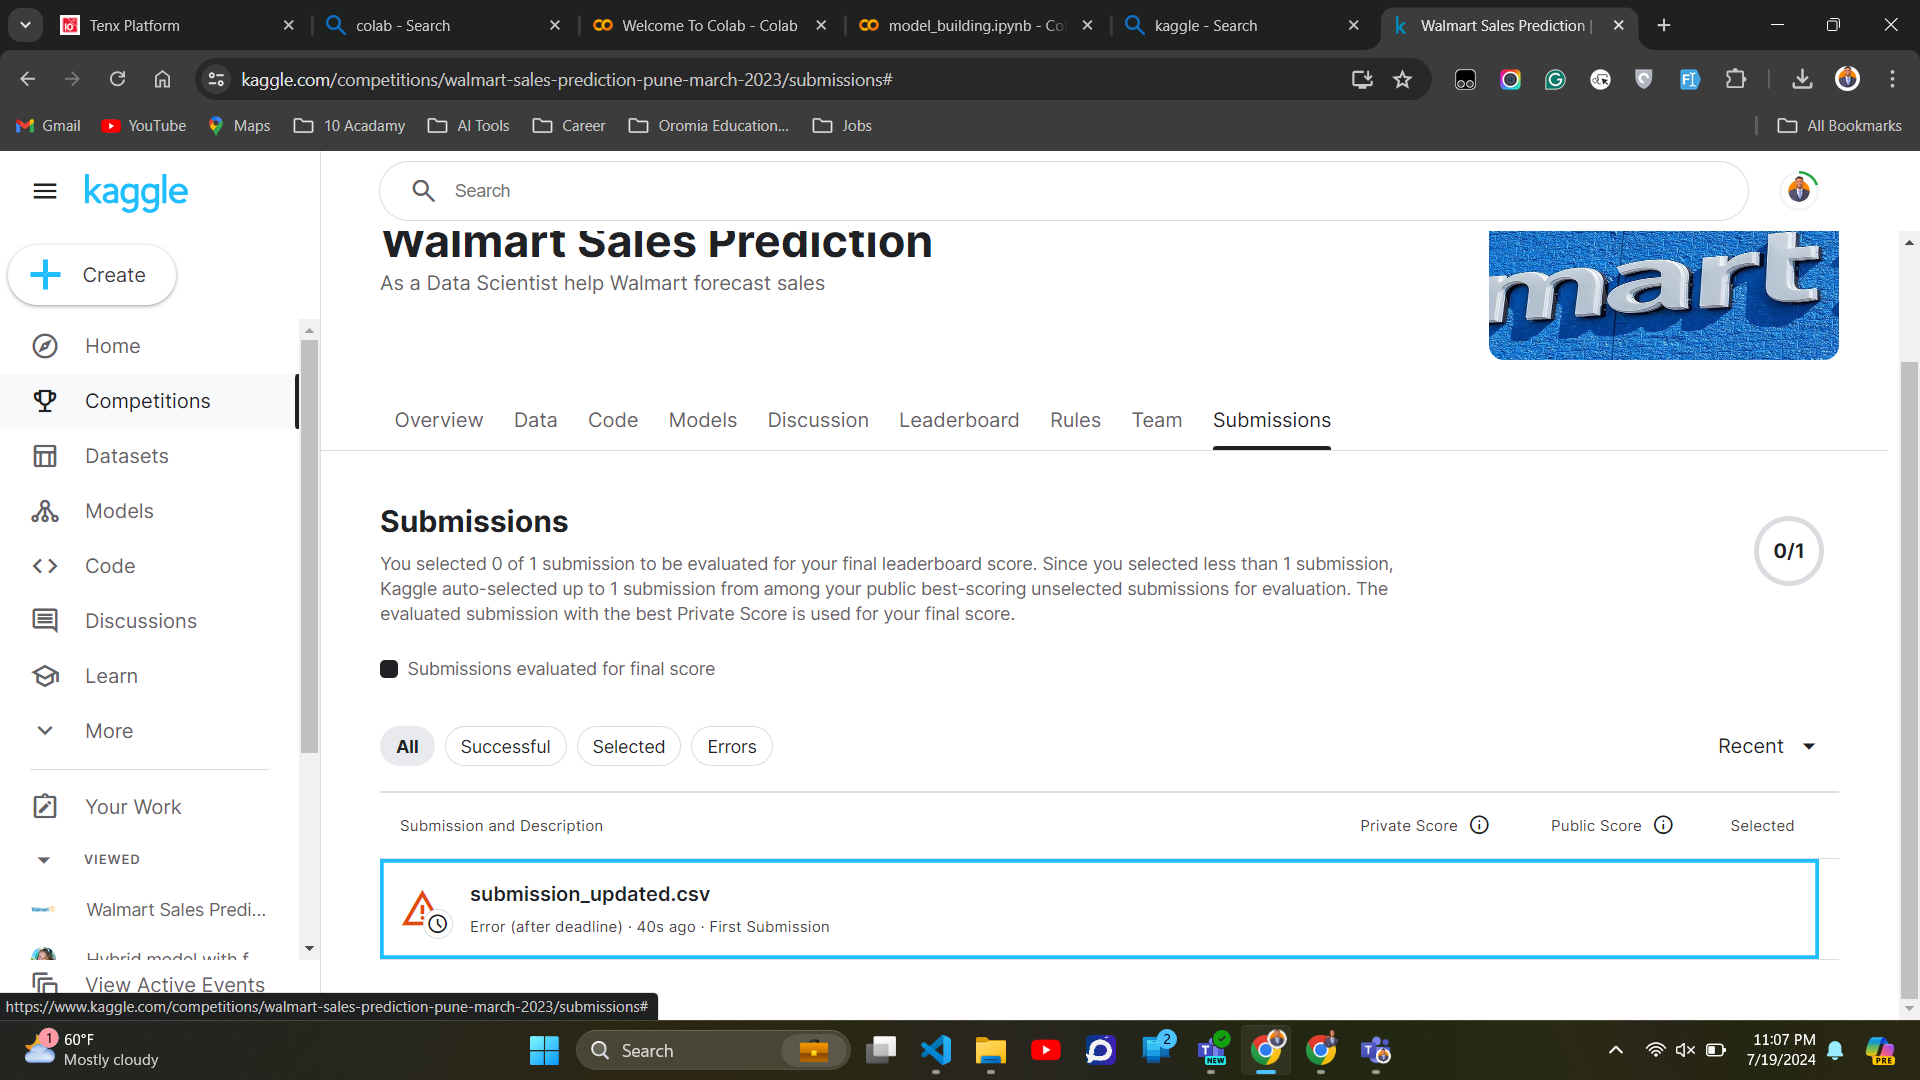 Tenx Platform
colab - Search
Welcome To Colab - Colab
model_building.ipynb - Co
kaggle - Search
Walmart Sales Prediction |
kaggle.com/competitions/walmart-sales-prediction-pune-march-2023/submissions#
Gmail
YouTube
Maps
10 Acadamy
AI Tools
Career
Oromia Education...
Jobs
All Bookmarks
kaggle
Search
Create
Walmart Sales Prediction
As a Data Scientist help Walmart forecast sales
mart
Home
Competitions
Datasets
Models
Code
Discussions
Learn
More
Your Work
VIEWED
Walmart Sales Predi...
Hybrid model with f
View Active Events
Overview
Data
Code
Models
Discussion
Leaderboard
Rules
Team
Submissions
Submissions
You selected 0 of 1 submission to be evaluated for your final leaderboard score. Since you selected less than 1 submission,
Kaggle auto-selected up to 1 submission from among your public best-scoring unselected submissions for evaluation. The
evaluated submission with the best Private Score is used for your final score.
0/1
Submissions evaluated for final score
All
Successful
Selected
Errors
Recent
Submission and Description
Private Score
Public Score
Selected
submission_updated.csv
Error (after deadline) · 40s ago · First Submission
https://www.kaggle.com/competitions/walmart-sales-prediction-pune-march-2023/submissions#
1
60°F
Mostly cloudy
Search
2
NEW
11:07 PM
7/19/2024
PRE